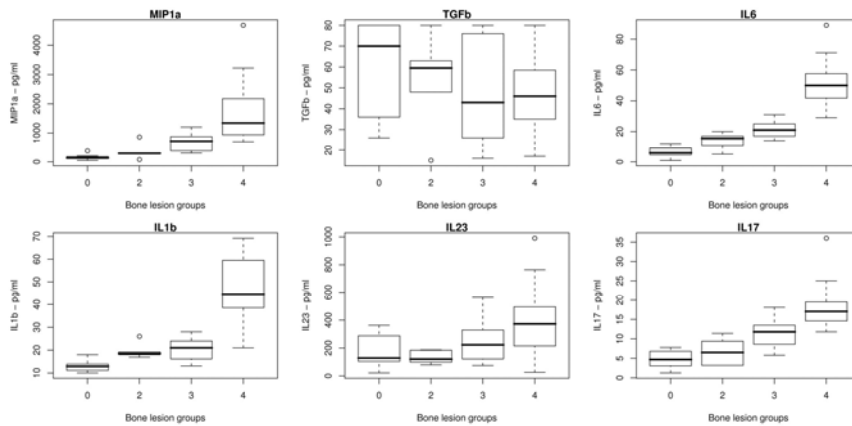 MIP1a
MIP1a – pg/ml
4000
3000
2000
1000
0
0 2 3 4
Bone lesion groups
TGFb
TGFb – pg/ml
80
70
60
50
40
30
20
0 2 3 4
Bone lesion groups
IL6
IL6 – pg/ml
80
60
40
20
0
0 2 3 4
Bone lesion groups
IL1b
IL1b – pg/ml
70
60
50
40
30
20
10
0 2 3 4
Bone lesion groups
IL23
IL23 – pg/ml
1000
800
600
400
200
0
0 2 3 4
Bone lesion groups
IL17
IL17 – pg/ml
35
30
25
20
15
10
5
0
0 2 3 4
Bone lesion groups